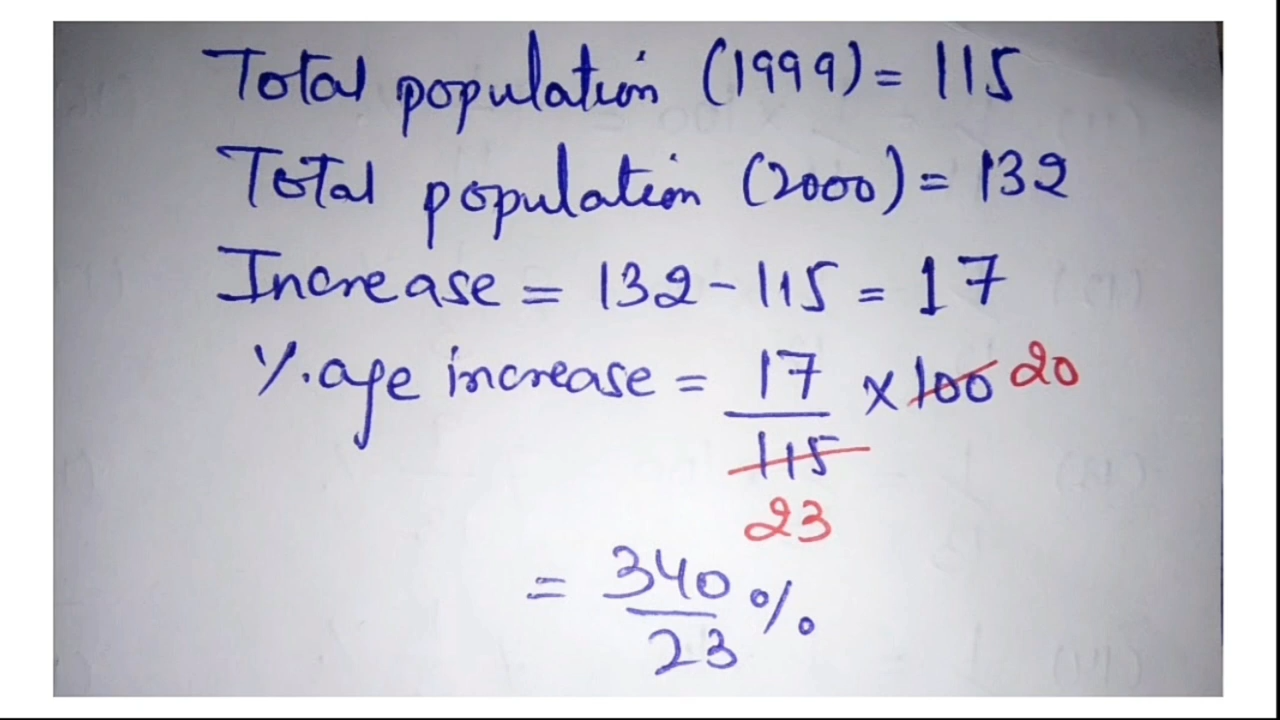 Total population (1999) = 115
Total population (2000) = 132
Increase = 132 - 115 = 17
%age increase = 17/115 × 100 20
23
= 340/23 %